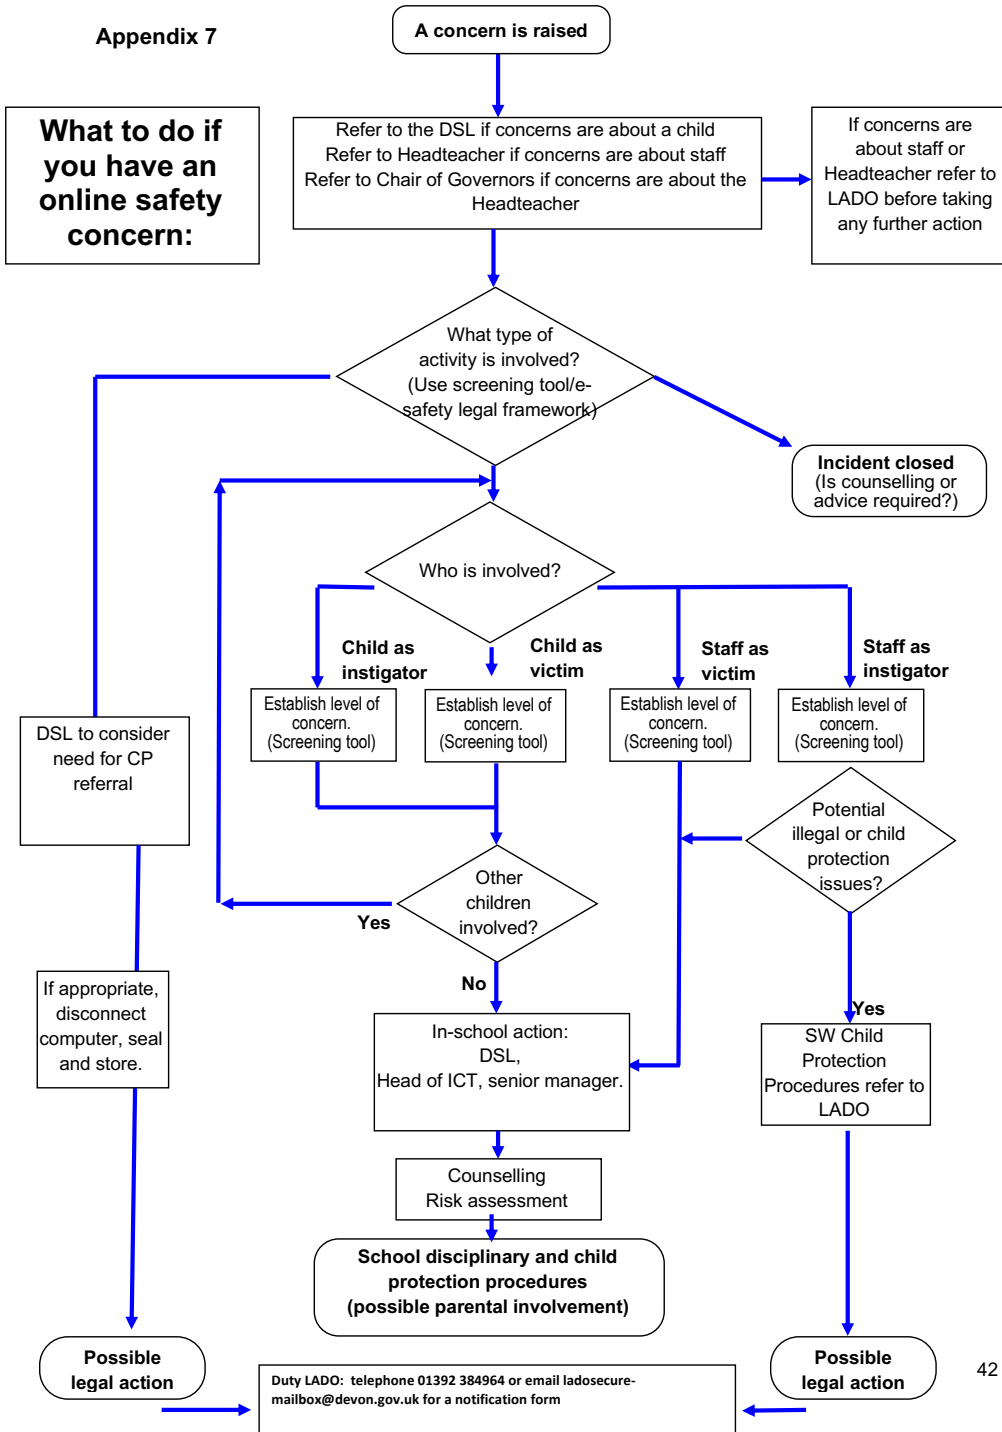 Appendix 7
A concern is raised
What to do if
you have an
online safety
concern:
Refer to the DSL if concerns are about a child
Refer to Headteacher if concerns are about staff
Refer to Chair of Governors if concerns are about the
Headteacher
If concerns are
about staff or
Headteacher refer to
LADO before taking
any further action
What type of
activity is involved?
(Use screening tool/e-
safety legal framework)
Incident closed
(Is counselling or
advice required?)
Who is involved?
Child as
instigator
Child as
victim
Staff as
victim
Staff as
instigator
Establish level of
concern.
(Screening tool)
Establish level of
concern.
(Screening tool)
Establish level of
concern.
(Screening tool)
Establish level of
concern.
(Screening tool)
DSL to consider
need for CP
referral
Potential
illegal or child
protection
issues?
Other
children
involved?
Yes
No
If appropriate,
disconnect
computer, seal
and store.
In-school action:
DSL,
Head of ICT, senior manager.
Yes
SW Child
Protection
Procedures refer to
LADO
Counselling
Risk assessment
School disciplinary and child
protection procedures
(possible parental involvement)
Possible
legal action
Possible
legal action
Duty LADO: telephone 01392 384964 or email ladosecure-
mailbox@devon.gov.uk for a notification form
42